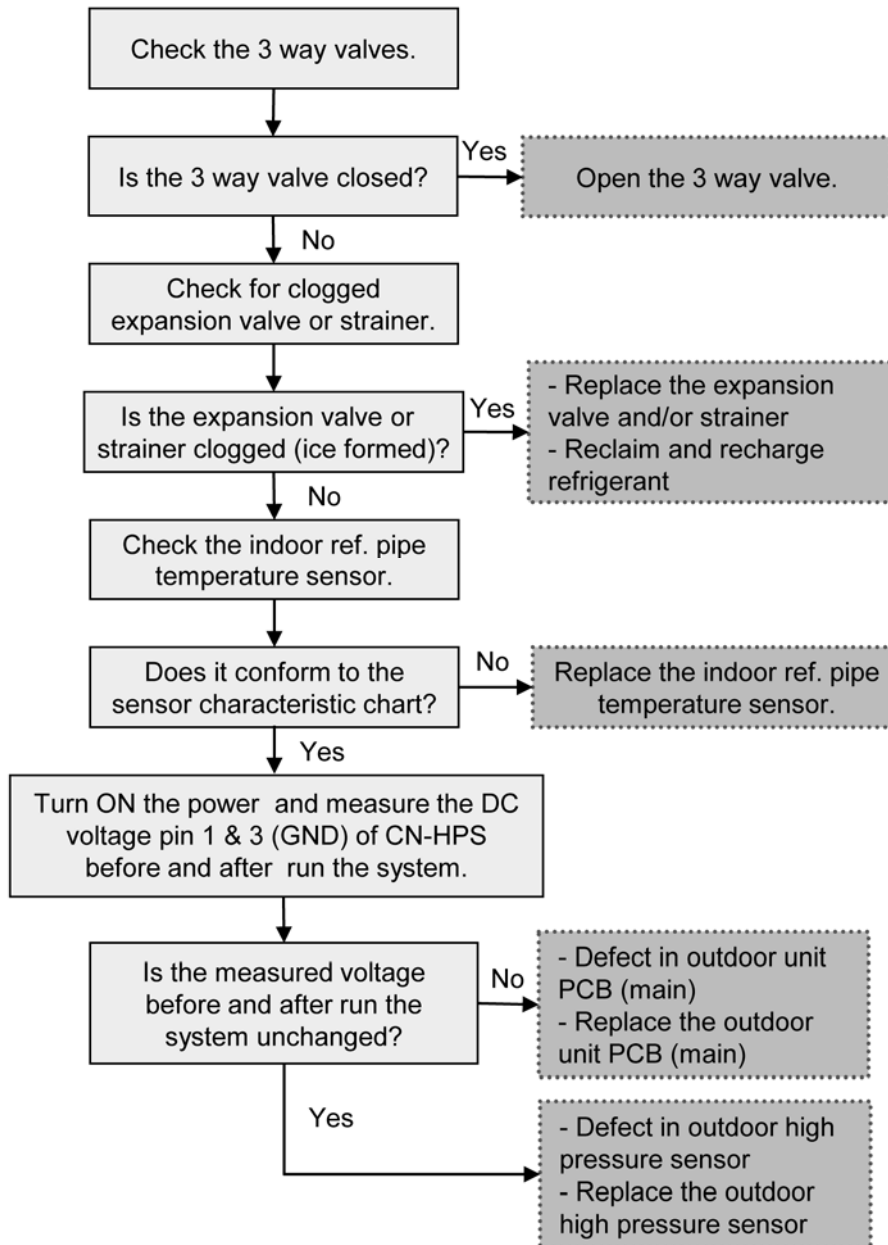 Check the 3 way valves.
Is the 3 way valve closed?
Yes
Open the 3 way valve.
No
Check for clogged
expansion valve or strainer.
Is the expansion valve or
strainer clogged (ice formed)?
Yes
- Replace the expansion
valve and/or strainer
- Reclaim and recharge
refrigerant
No
Check the indoor ref. pipe
temperature sensor.
Does it conform to the
sensor characteristic chart?
No
Replace the indoor ref. pipe
temperature sensor.
Yes
Turn ON the power and measure the DC
voltage pin 1 & 3 (GND) of CN-HPS
before and after run the system.
Is the measured voltage
before and after run the
system unchanged?
No
- Defect in outdoor unit
PCB (main)
- Replace the outdoor
unit PCB (main)
Yes
- Defect in outdoor high
pressure sensor
- Replace the outdoor
high pressure sensor